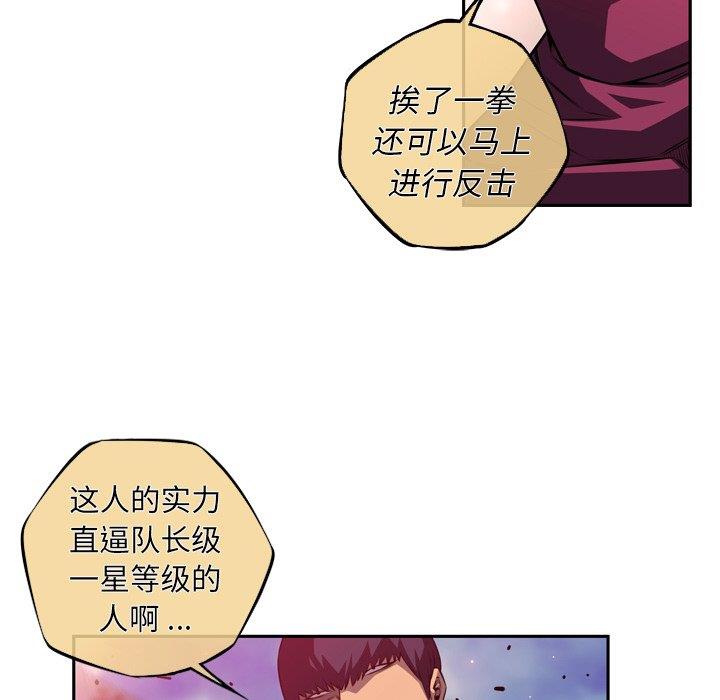 挨了一拳
还可以马上
进行反击
这人的实力
直逼队长级
一星等级的
人啊 ...